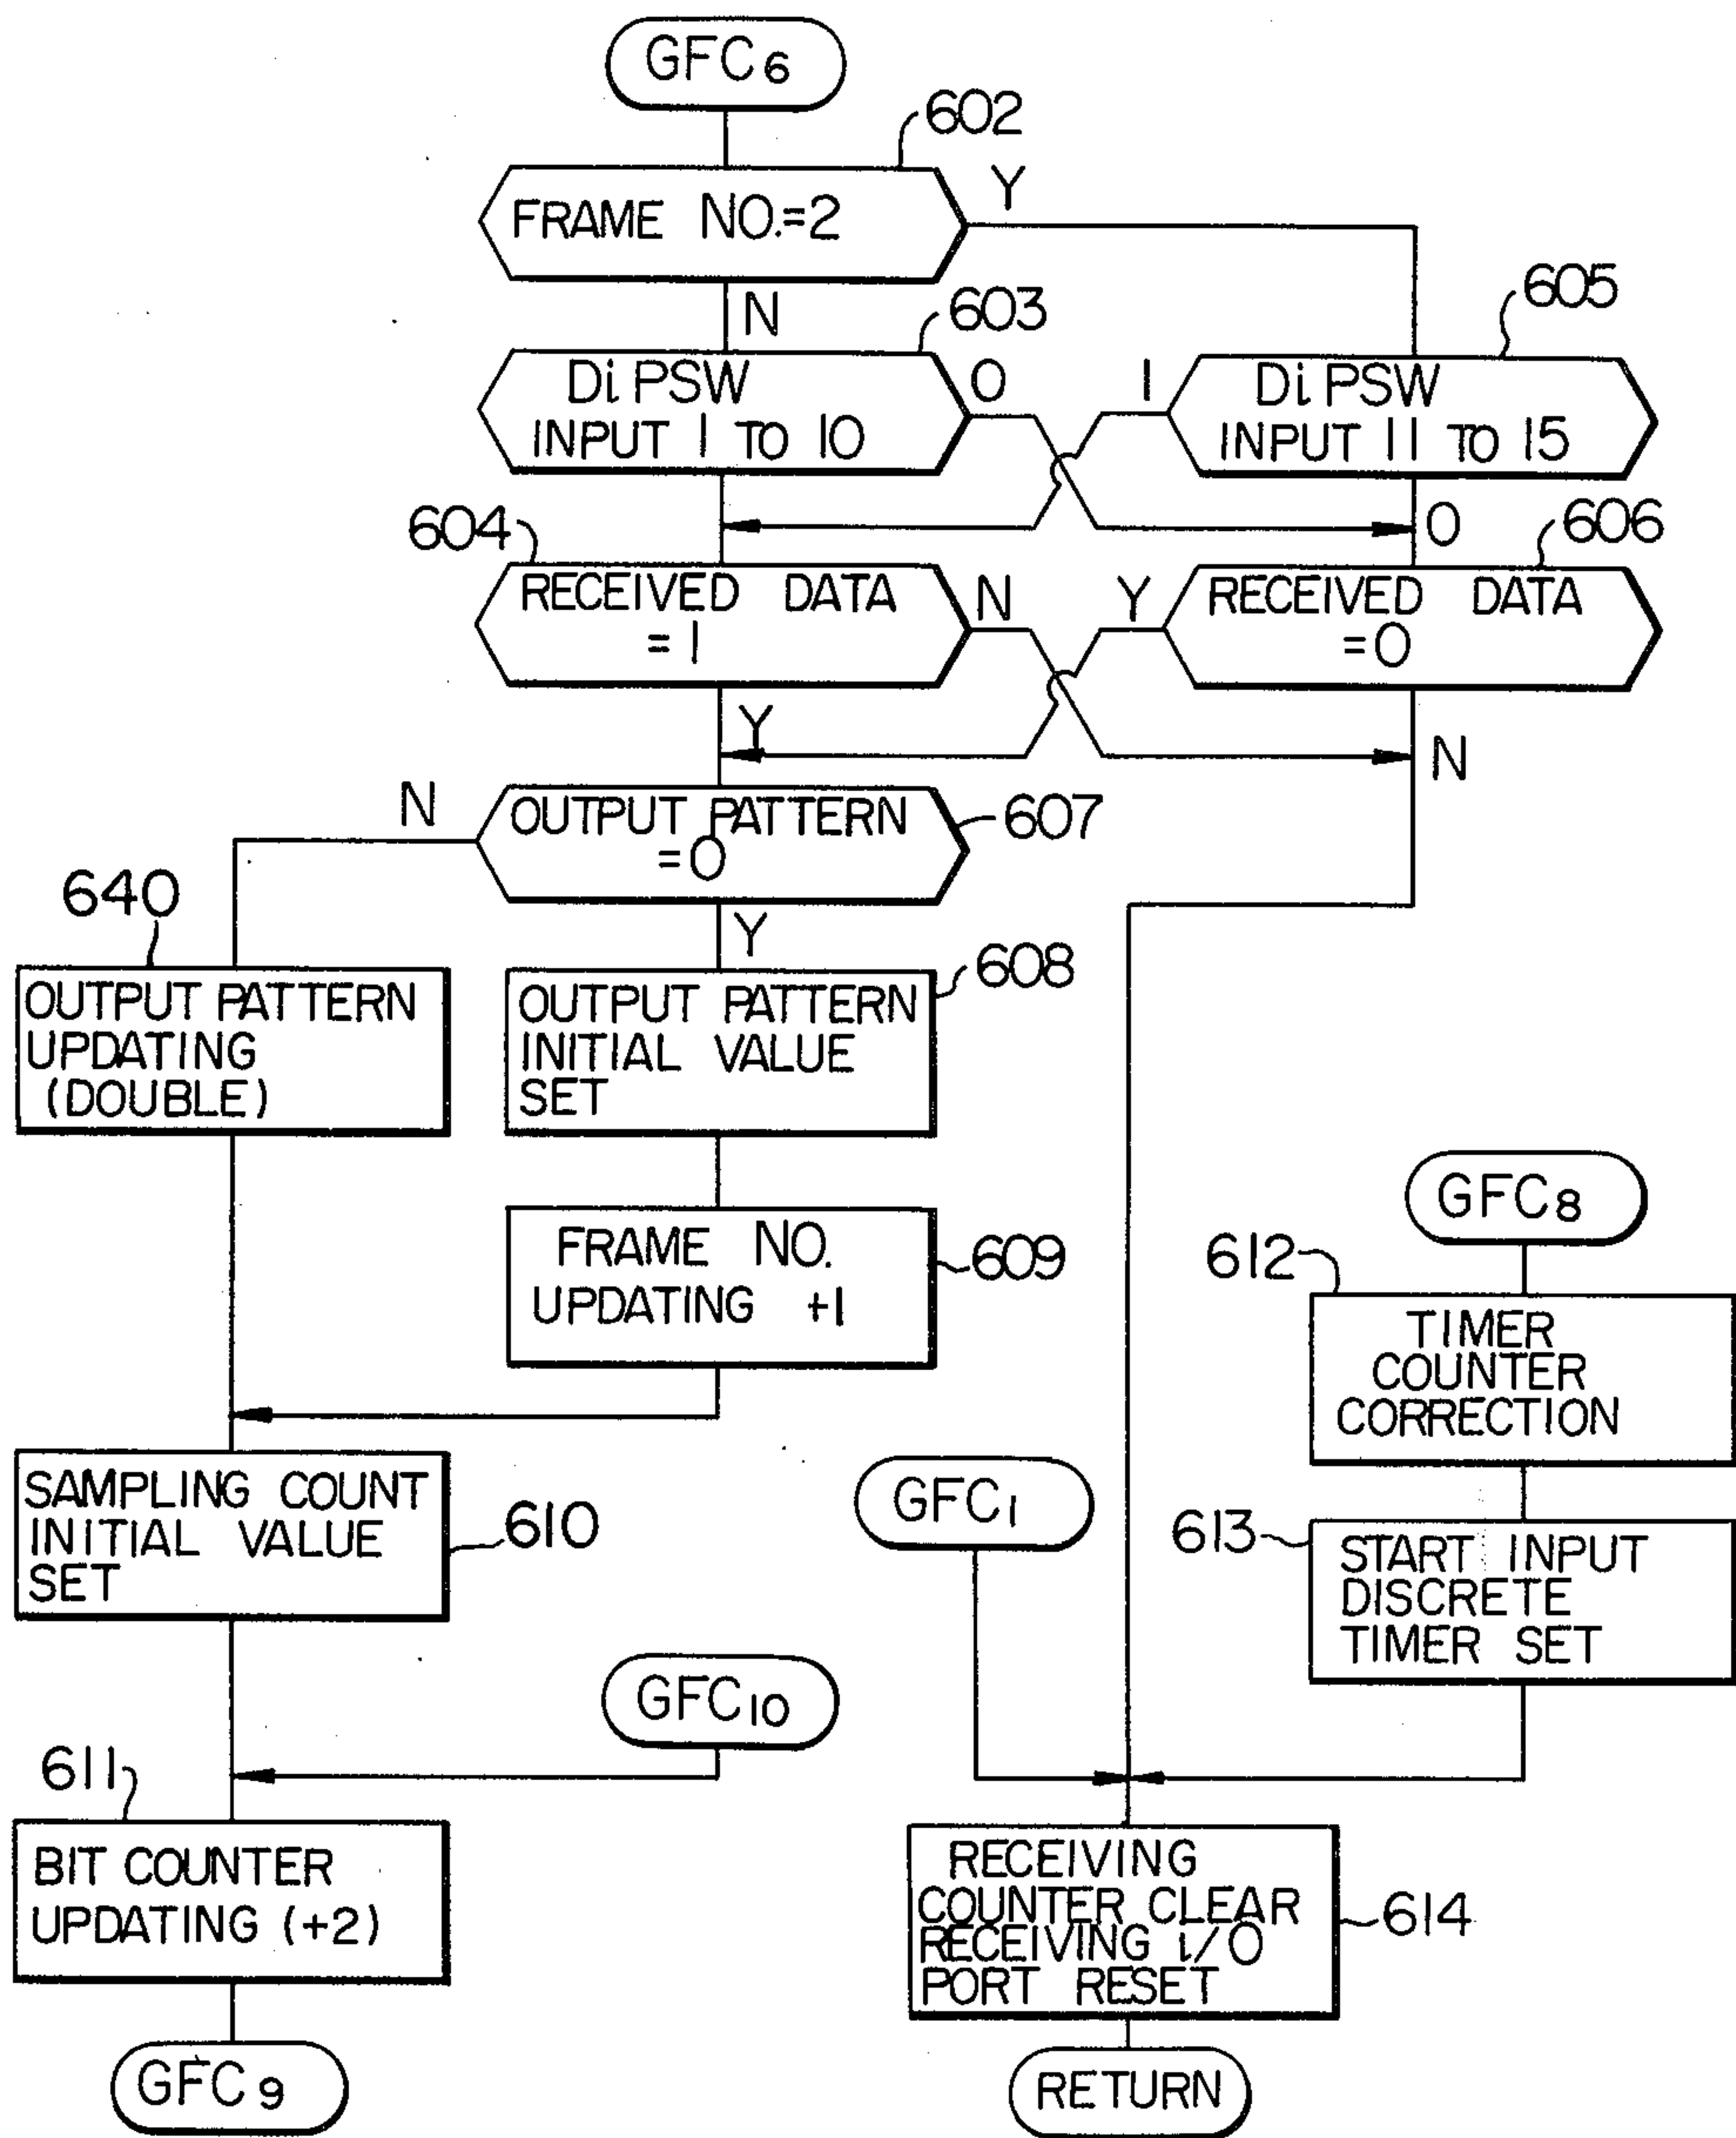 GFC6
602
FRAME NO.=2
Y
N
603
605
DiPSW
INPUT 1 TO 10
0
1
DiPSW
INPUT 11 TO 15
604
0
606
RECEIVED DATA
=1
N
Y
RECEIVED DATA
=0
Y
N
N
OUTPUT PATTERN
=0
607
640
Y
OUTPUT PATTERN
UPDATING
(DOUBLE)
608
OUTPUT PATTERN
INITIAL VALUE
SET
FRAME NO.
UPDATING +1
609
GFC8
612
TIMER
COUNTER
CORRECTION
SAMPLING COUNT
INITIAL VALUE
SET
610
GFC1
613
START INPUT
DISCRETE
TIMER SET
GFC10
611
BIT COUNTER
UPDATING (+2)
RECEIVING
COUNTER CLEAR
RECEIVING i/O
PORT RESET
614
GFC9
RETURN